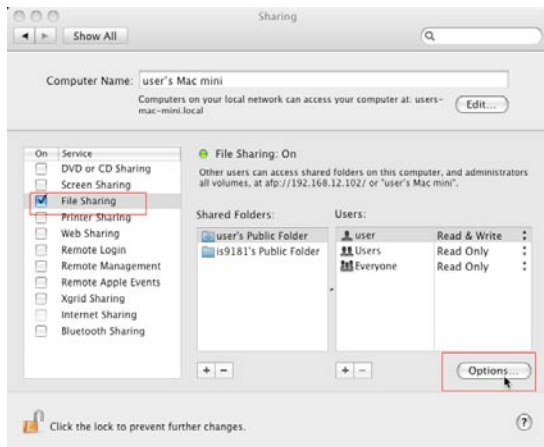 Sharing
Show All
Computer Name: user's Mac mini
Computers on your local network can access your computer at: users-
mac-mini.local
Edit...
On Service
DVD or CD Sharing
Screen Sharing
File Sharing
Printer Sharing
Web Sharing
Remote Login
Remote Management
Remote Apple Events
Xgrid Sharing
Internet Sharing
Bluetooth Sharing
File Sharing: On
Other users can access shared folders on this computer, and administrators
all volumes, at afp://192.168.12.102/ or "user's Mac mini".
Shared Folders:
user's Public Folder
is9181's Public Folder
Users:
user Read & Write
Users Read Only
Everyone Read Only
+ −
+ −
Options...
Click the lock to prevent further changes.
?